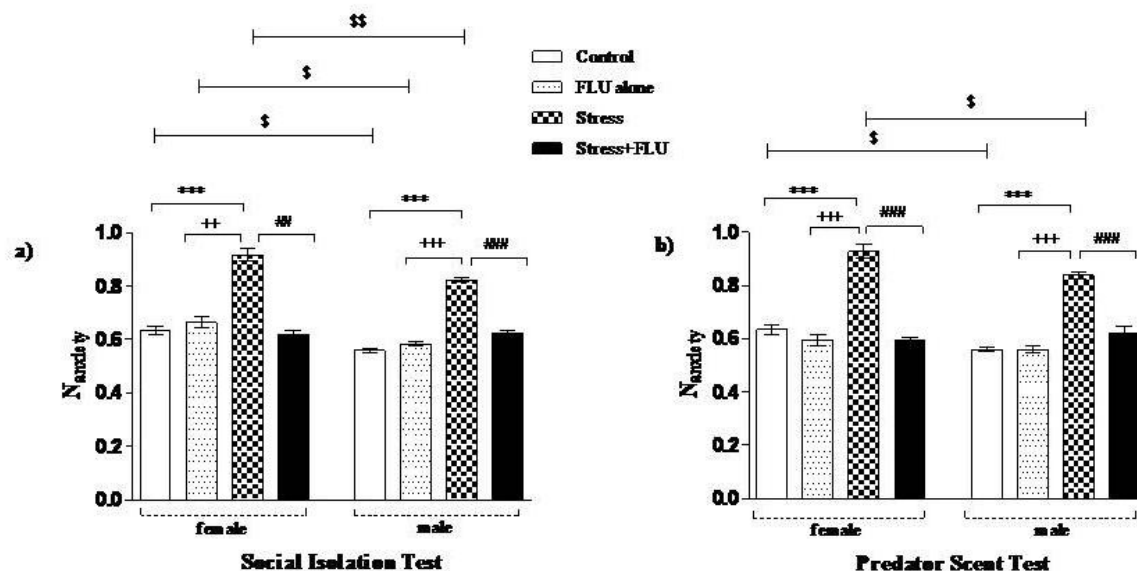 $$
$
$
Control
FLU alone
Stress
Stress+FLU
$
$
a)
*** ++ ##
*** +++ ###
Nanxiety
1.0
0.8
0.6
0.4
0.2
0.0
female male
Social Isolation Test
b)
*** +++ ###
*** +++ ###
Nanxiety
1.0
0.8
0.6
0.4
0.2
0.0
female male
Predator Scent Test